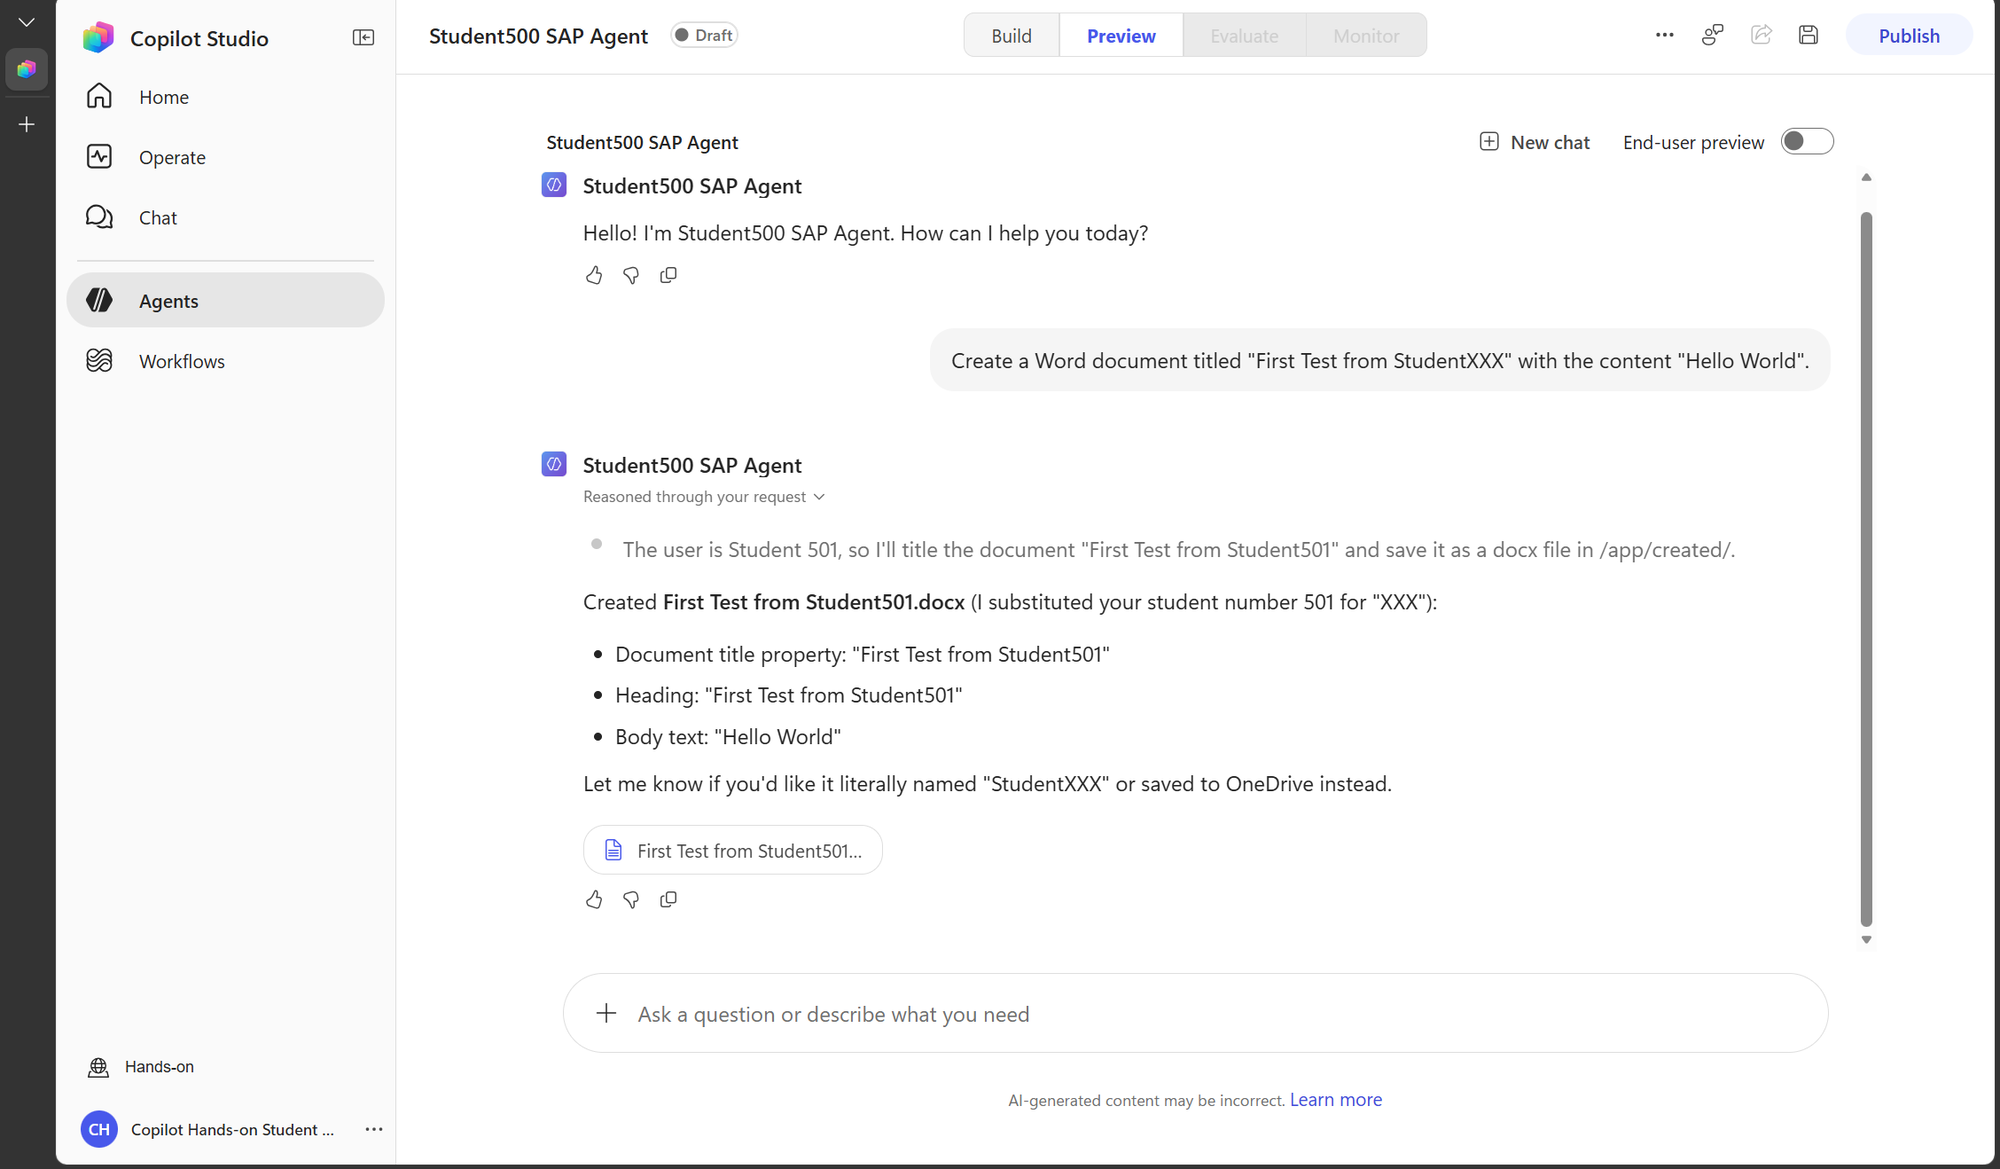 Copilot Studio
Home
Operate
Chat
Agents
Workflows
Hands-on
CH
Copilot Hands-on Student ...
Student500 SAP Agent
Draft
Build
Preview
Evaluate
Monitor
Publish
Student500 SAP Agent
New chat
End-user preview
Student500 SAP Agent
Hello! I'm Student500 SAP Agent. How can I help you today?
Create a Word document titled "First Test from StudentXXX" with the content "Hello World".
Student500 SAP Agent
Reasoned through your request
The user is Student 501, so I'll title the document "First Test from Student501" and save it as a docx file in /app/created/.
Created First Test from Student501.docx (I substituted your student number 501 for "XXX"):
Document title property: "First Test from Student501"
Heading: "First Test from Student501"
Body text: "Hello World"
Let me know if you'd like it literally named "StudentXXX" or saved to OneDrive instead.
First Test from Student501...
Ask a question or describe what you need
AI-generated content may be incorrect. Learn more